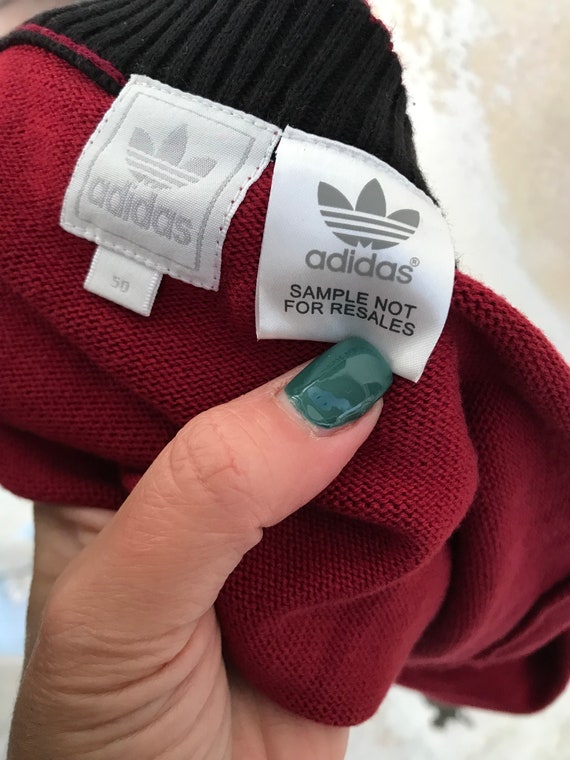 adidas
50
adidas®
SAMPLE NOT
FOR RESALES